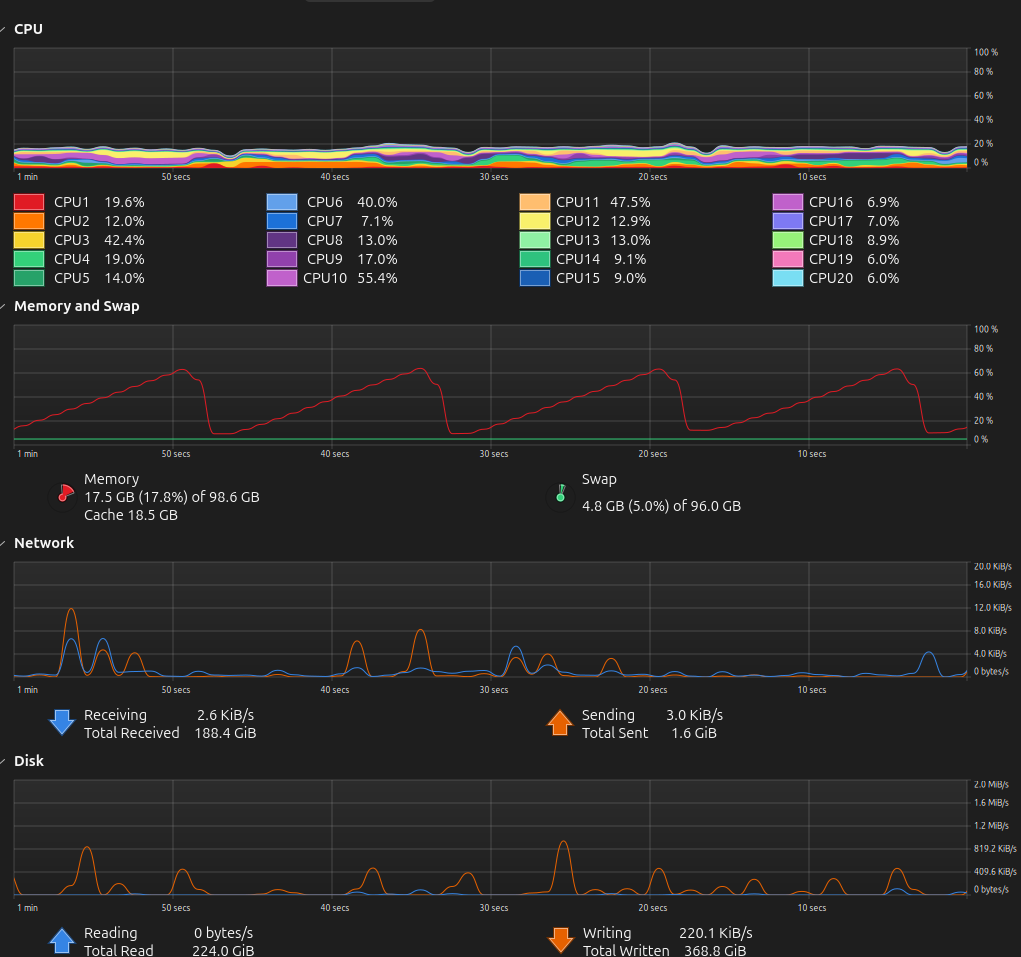 CPU
100 %
80 %
60 %
40 %
20 %
0 %
1 min 50 secs 40 secs 30 secs 20 secs 10 secs
CPU1 19.6% CPU6 40.0% CPU11 47.5% CPU16 6.9%
CPU2 12.0% CPU7 7.1% CPU12 12.9% CPU17 7.0%
CPU3 42.4% CPU8 13.0% CPU13 13.0% CPU18 8.9%
CPU4 19.0% CPU9 17.0% CPU14 9.1% CPU19 6.0%
CPU5 14.0% CPU10 55.4% CPU15 9.0% CPU20 6.0%
Memory and Swap
100 %
80 %
60 %
40 %
20 %
0 %
1 min 50 secs 40 secs 30 secs 20 secs 10 secs
Memory
17.5 GB (17.8%) of 98.6 GB
Cache 18.5 GB
Swap
4.8 GB (5.0%) of 96.0 GB
Network
20.0 KiB/s
16.0 KiB/s
12.0 KiB/s
8.0 KiB/s
4.0 KiB/s
0 bytes/s
1 min 50 secs 40 secs 30 secs 20 secs 10 secs
Receiving 2.6 KiB/s Sending 3.0 KiB/s
Total Received 188.4 GiB Total Sent 1.6 GiB
Disk
2.0 MiB/s
1.6 MiB/s
1.2 MiB/s
819.2 KiB/s
409.6 KiB/s
0 bytes/s
1 min 50 secs 40 secs 30 secs 20 secs 10 secs
Reading 0 bytes/s Writing 220.1 KiB/s
Total Read 224.0 GiB Total Written 368.8 GiB